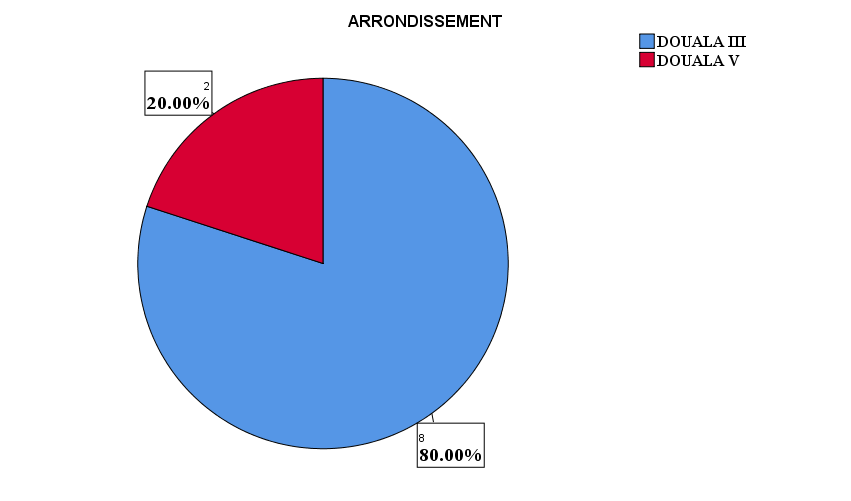 ARRONDISSEMENT
DOUALA III
DOUALA V
2
20.00%
8
80.00%